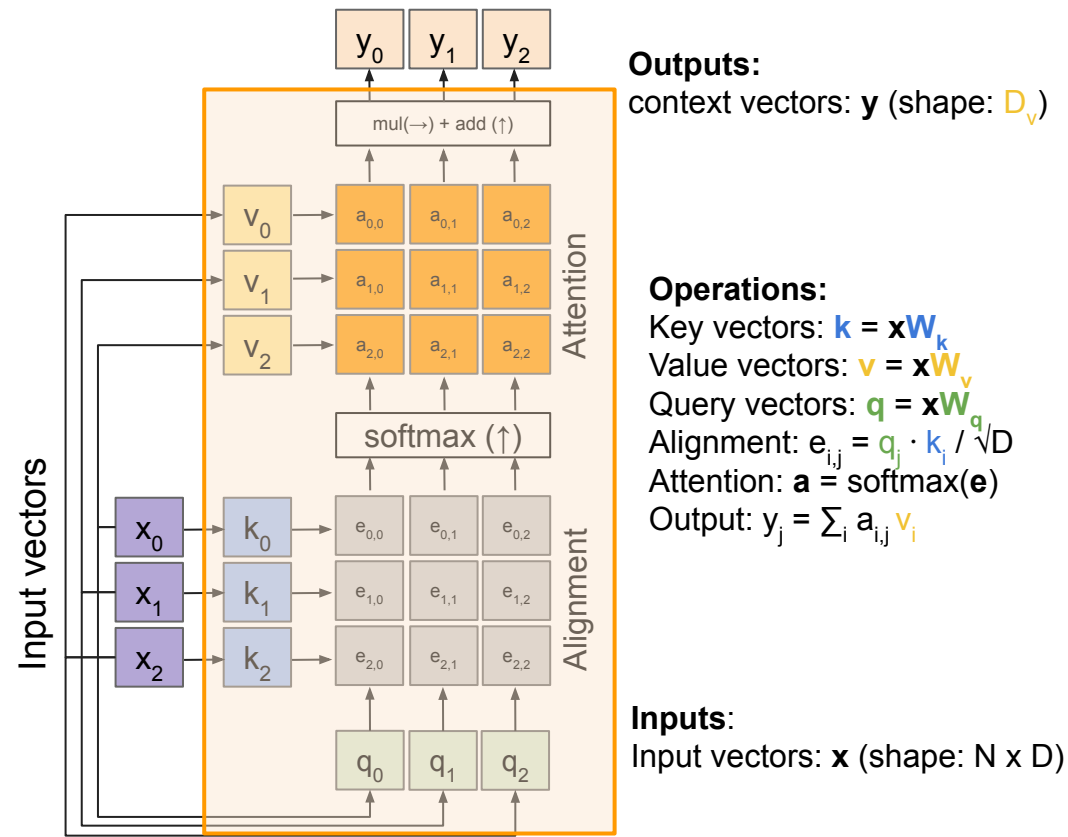 y0 y1 y2
mul(→) + add (↑)
v0 a0,0 a0,1 a0,2
v1 a1,0 a1,1 a1,2
v2 a2,0 a2,1 a2,2
Attention
softmax (↑)
Input vectors
x0 k0 e0,0 e0,1 e0,2
x1 k1 e1,0 e1,1 e1,2
x2 k2 e2,0 e2,1 e2,2
Alignment
q0 q1 q2
Outputs:
context vectors: y (shape: Dv)
Operations:
Key vectors: k = xWk
Value vectors: v = xWv
Query vectors: q = xWq
Alignment: ei,j = qj · ki / √D
Attention: a = softmax(e)
Output: yj = ∑i ai,j vi
Inputs:
Input vectors: x (shape: N x D)